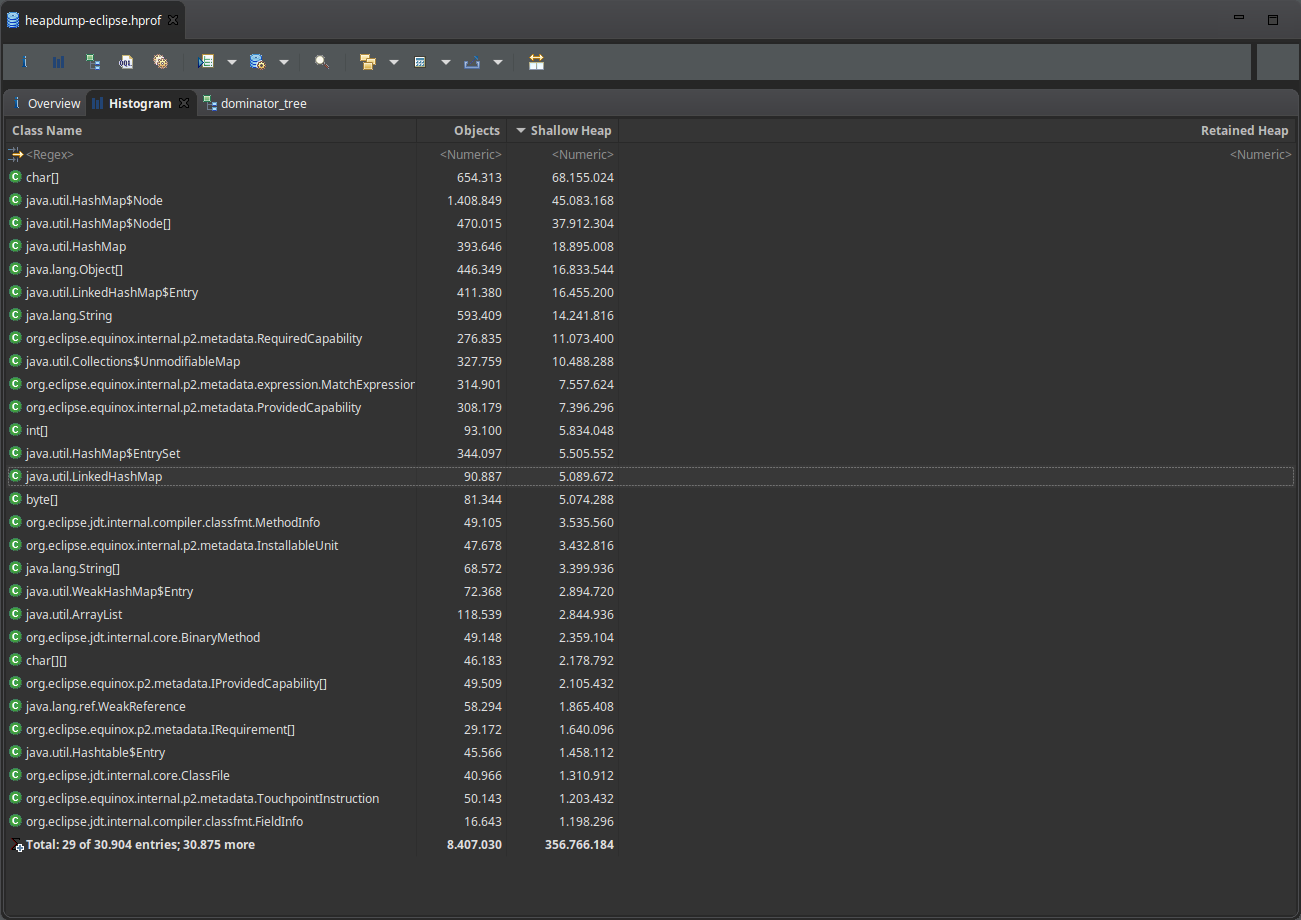 heapdump-eclipse.hprof
i OQL
i Overview Histogram dominator_tree
Class Name Objects Shallow Heap Retained Heap
<Regex> <Numeric> <Numeric> <Numeric>
C char[] 654.313 68.155.024
C java.util.HashMap$Node 1.408.849 45.083.168
C java.util.HashMap$Node[] 470.015 37.912.304
C java.util.HashMap 393.646 18.895.008
C java.lang.Object[] 446.349 16.833.544
C java.util.LinkedHashMap$Entry 411.380 16.455.200
C java.lang.String 593.409 14.241.816
C org.eclipse.equinox.internal.p2.metadata.RequiredCapability 276.835 11.073.400
C java.util.Collections$UnmodifiableMap 327.759 10.488.288
C org.eclipse.equinox.internal.p2.metadata.expression.MatchExpression 314.901 7.557.624
C org.eclipse.equinox.internal.p2.metadata.ProvidedCapability 308.179 7.396.296
C int[] 93.100 5.834.048
C java.util.HashMap$EntrySet 344.097 5.505.552
C java.util.LinkedHashMap 90.887 5.089.672
C byte[] 81.344 5.074.288
C org.eclipse.jdt.internal.compiler.classfmt.MethodInfo 49.105 3.535.560
C org.eclipse.equinox.internal.p2.metadata.InstallableUnit 47.678 3.432.816
C java.lang.String[] 68.572 3.399.936
C java.util.WeakHashMap$Entry 72.368 2.894.720
C java.util.ArrayList 118.539 2.844.936
C org.eclipse.jdt.internal.core.BinaryMethod 49.148 2.359.104
C char[][] 46.183 2.178.792
C org.eclipse.equinox.p2.metadata.IProvidedCapability[] 49.509 2.105.432
C java.lang.ref.WeakReference 58.294 1.865.408
C org.eclipse.equinox.p2.metadata.IRequirement[] 29.172 1.640.096
C java.util.Hashtable$Entry 45.566 1.458.112
C org.eclipse.jdt.internal.core.ClassFile 40.966 1.310.912
C org.eclipse.equinox.internal.p2.metadata.TouchpointInstruction 50.143 1.203.432
C org.eclipse.jdt.internal.compiler.classfmt.FieldInfo 16.643 1.198.296
Total: 29 of 30.904 entries; 30.875 more 8.407.030 356.766.184